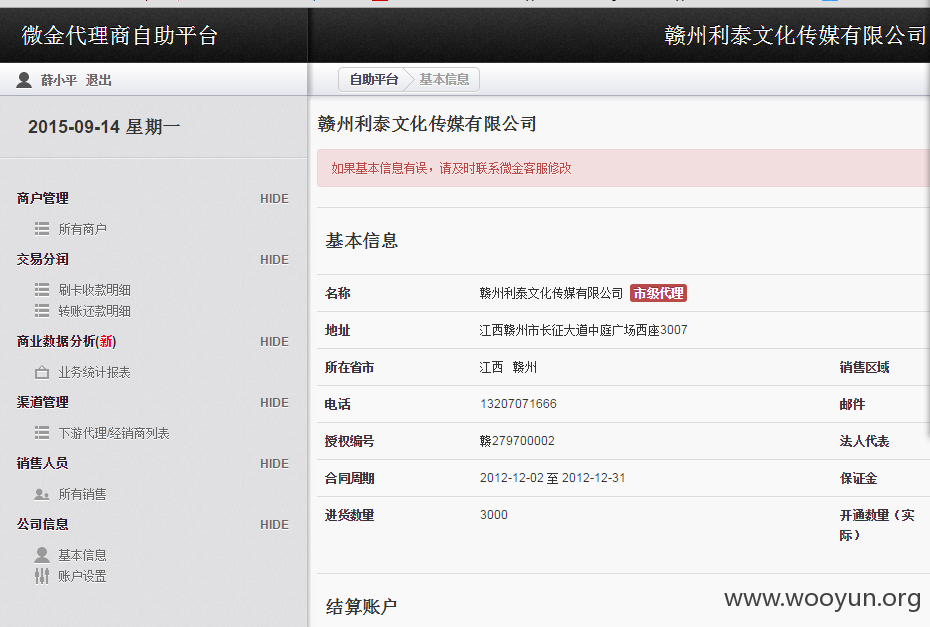 微金代理商自助平台
赣州利泰文化传媒有限公司
薛小平 退出
自助平台 基本信息
2015-09-14 星期一
赣州利泰文化传媒有限公司
如果基本信息有误，请及时联系微金客服修改
商户管理 HIDE
所有商户
交易分润 HIDE
刷卡收款明细
转账还款明细
商业数据分析(新) HIDE
业务统计报表
渠道管理 HIDE
下游代理/经销商列表
销售人员 HIDE
所有销售
公司信息 HIDE
基本信息
账户设置
基本信息
名称 赣州利泰文化传媒有限公司 市级代理
地址 江西赣州市长征大道中庭广场西座3007
所在省市 江西 赣州 销售区域
电话 13207071666 邮件
授权编号 赣279700002 法人代表
合同周期 2012-12-02 至 2012-12-31 保证金
进货数量 3000 开通数量（实
际）
结算账户
www.wooyun.org